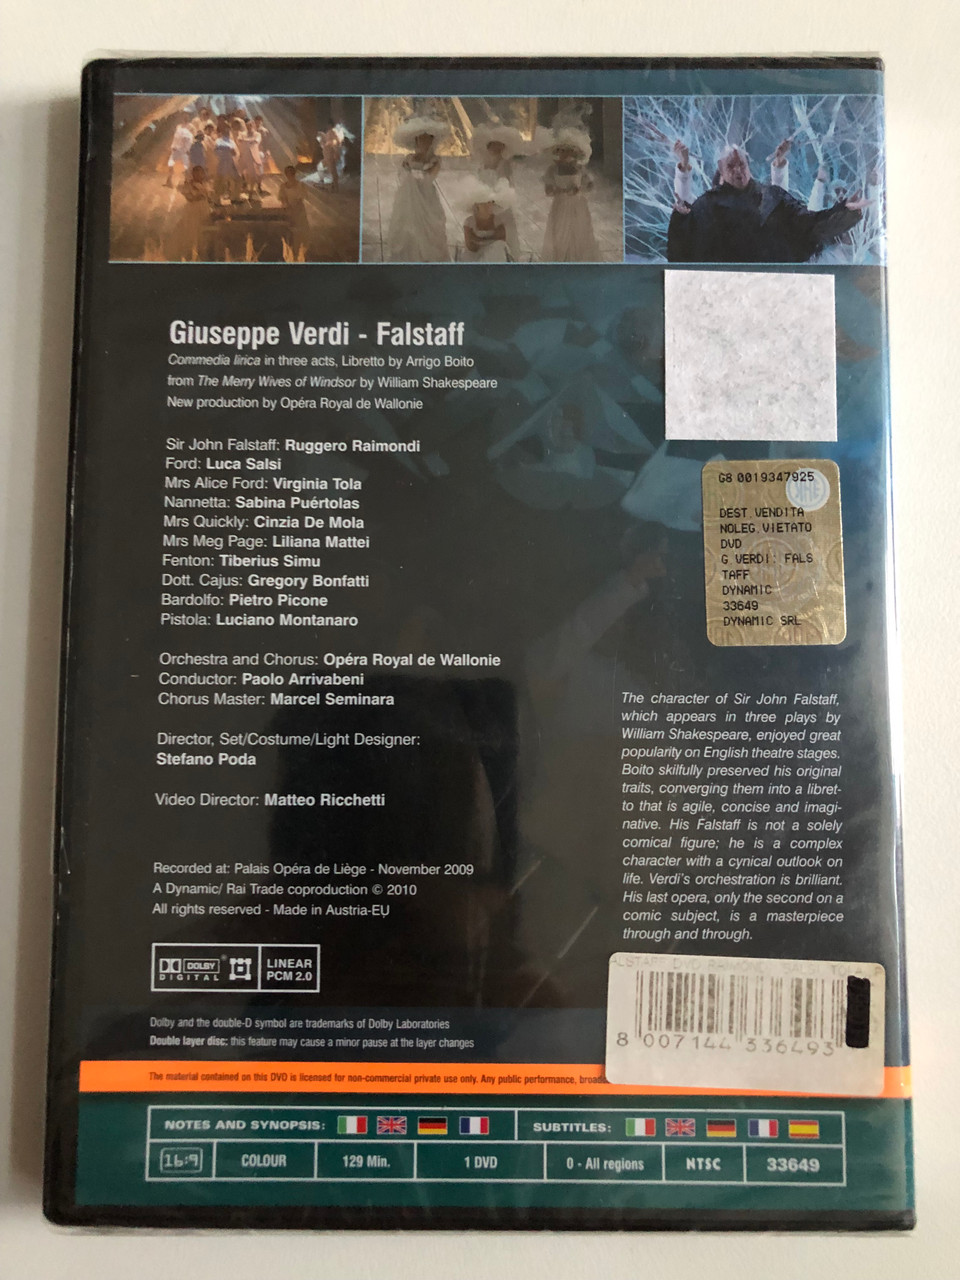 Giuseppe Verdi - Falstaff
Commedia lirica in three acts, Libretto by Arrigo Boito
from The Merry Wives of Windsor by William Shakespeare
New production by Opéra Royal de Wallonie
Sir John Falstaff: Ruggero Raimondi
Ford: Luca Salsi
Mrs Alice Ford: Virginia Tola
Nannetta: Sabina Puértolas
Mrs Quickly: Cinzia De Mola
Mrs Meg Page: Liliana Mattei
Fenton: Tiberius Simu
Dott. Cajus: Gregory Bonfatti
Bardolfo: Pietro Picone
Pistola: Luciano Montanaro
Orchestra and Chorus: Opéra Royal de Wallonie
Conductor: Paolo Arrivabeni
Chorus Master: Marcel Seminara
Director, Set/Costume/Light Designer:
Stefano Poda
Video Director: Matteo Ricchetti
Recorded at: Palais Opéra de Liège - November 2009
A Dynamic/ Rai Trade coproduction © 2010
All rights reserved - Made in Austria-EU
G8 0019347925
DEST.VENDITA
NOLEG.VIETATO
DVD
G VERDI: FALS
TAFF
DYNAMIC
33649
DYNAMIC SRL
The character of Sir John Falstaff,
which appears in three plays by
William Shakespeare, enjoyed great
popularity on English theatre stages.
Boito skilfully preserved his original
traits, converging them into a libret-
to that is agile, concise and imagi-
native. His Falstaff is not a solely
comical figure; he is a complex
character with a cynical outlook on
life. Verdi's orchestration is brilliant.
His last opera, only the second on a
comic subject, is a masterpiece
through and through.
DOLBY
DIGITAL
LINEAR
PCM 2.0
Dolby and the double-D symbol are trademarks of Dolby Laboratories
Double layer disc: this feature may cause a minor pause at the layer changes
DVD
8 007144 336493
The material contained on this DVD is licensed for non-commercial private use only. Any public performance,
NOTES AND SYNOPSIS:
SUBTITLES:
16:9
COLOUR
129 Min.
1 DVD
0 - All regions
NTSC
33649